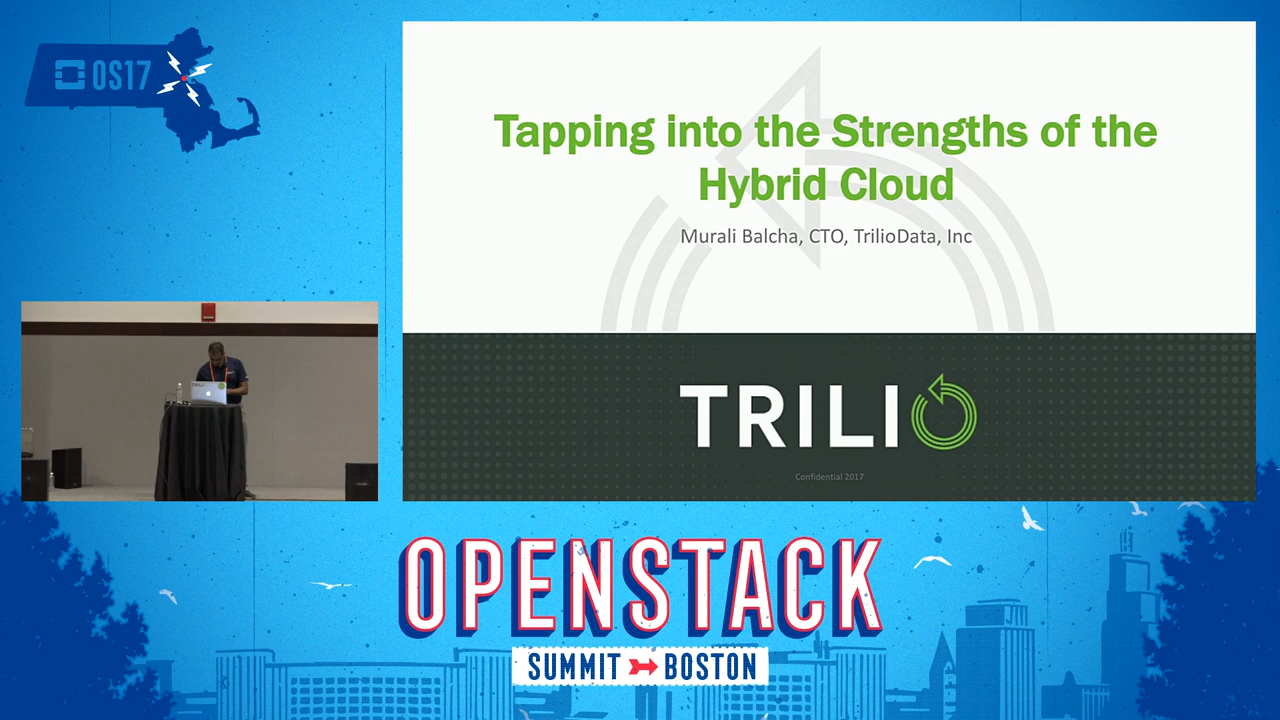 OS17
Tapping into the Strengths of the
Hybrid Cloud
Murali Balcha, CTO, TrilioData, Inc
TRILIO
Confidential 2017
OPENSTACK
SUMMIT BOSTON